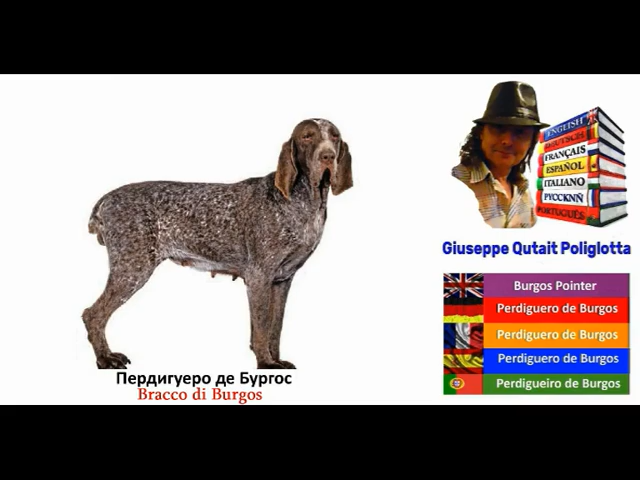 ENGLISH
DEUTSCH
FRANÇAIS
ESPAÑOL
ITALIANO
РУССКNÑ
PORTUGUÊS
Giuseppe Qutait Poliglotta
Burgos Pointer
Perdiguero de Burgos
Perdiguero de Burgos
Perdiguero de Burgos
Perdigueiro de Burgos
Пердигуеро де Бургос
Bracco di Burgos